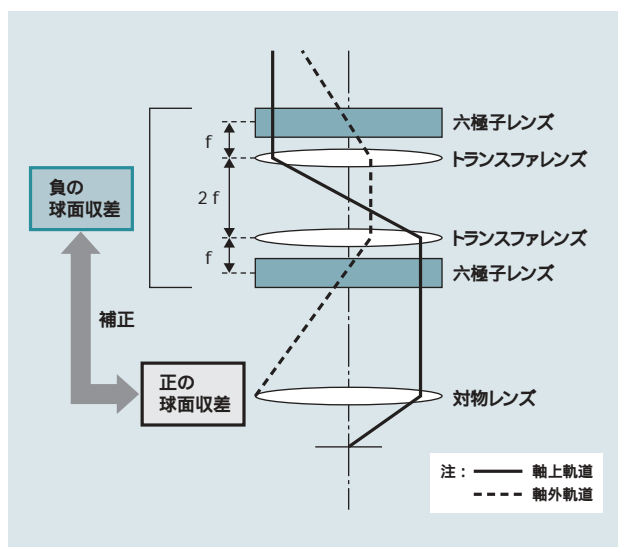 六極子レンズ
f
トランスファレンズ
負の
球面収差
2 f
トランスファレンズ
f
六極子レンズ
補正
正の
球面収差
対物レンズ
注： 軸上軌道
軸外軌道